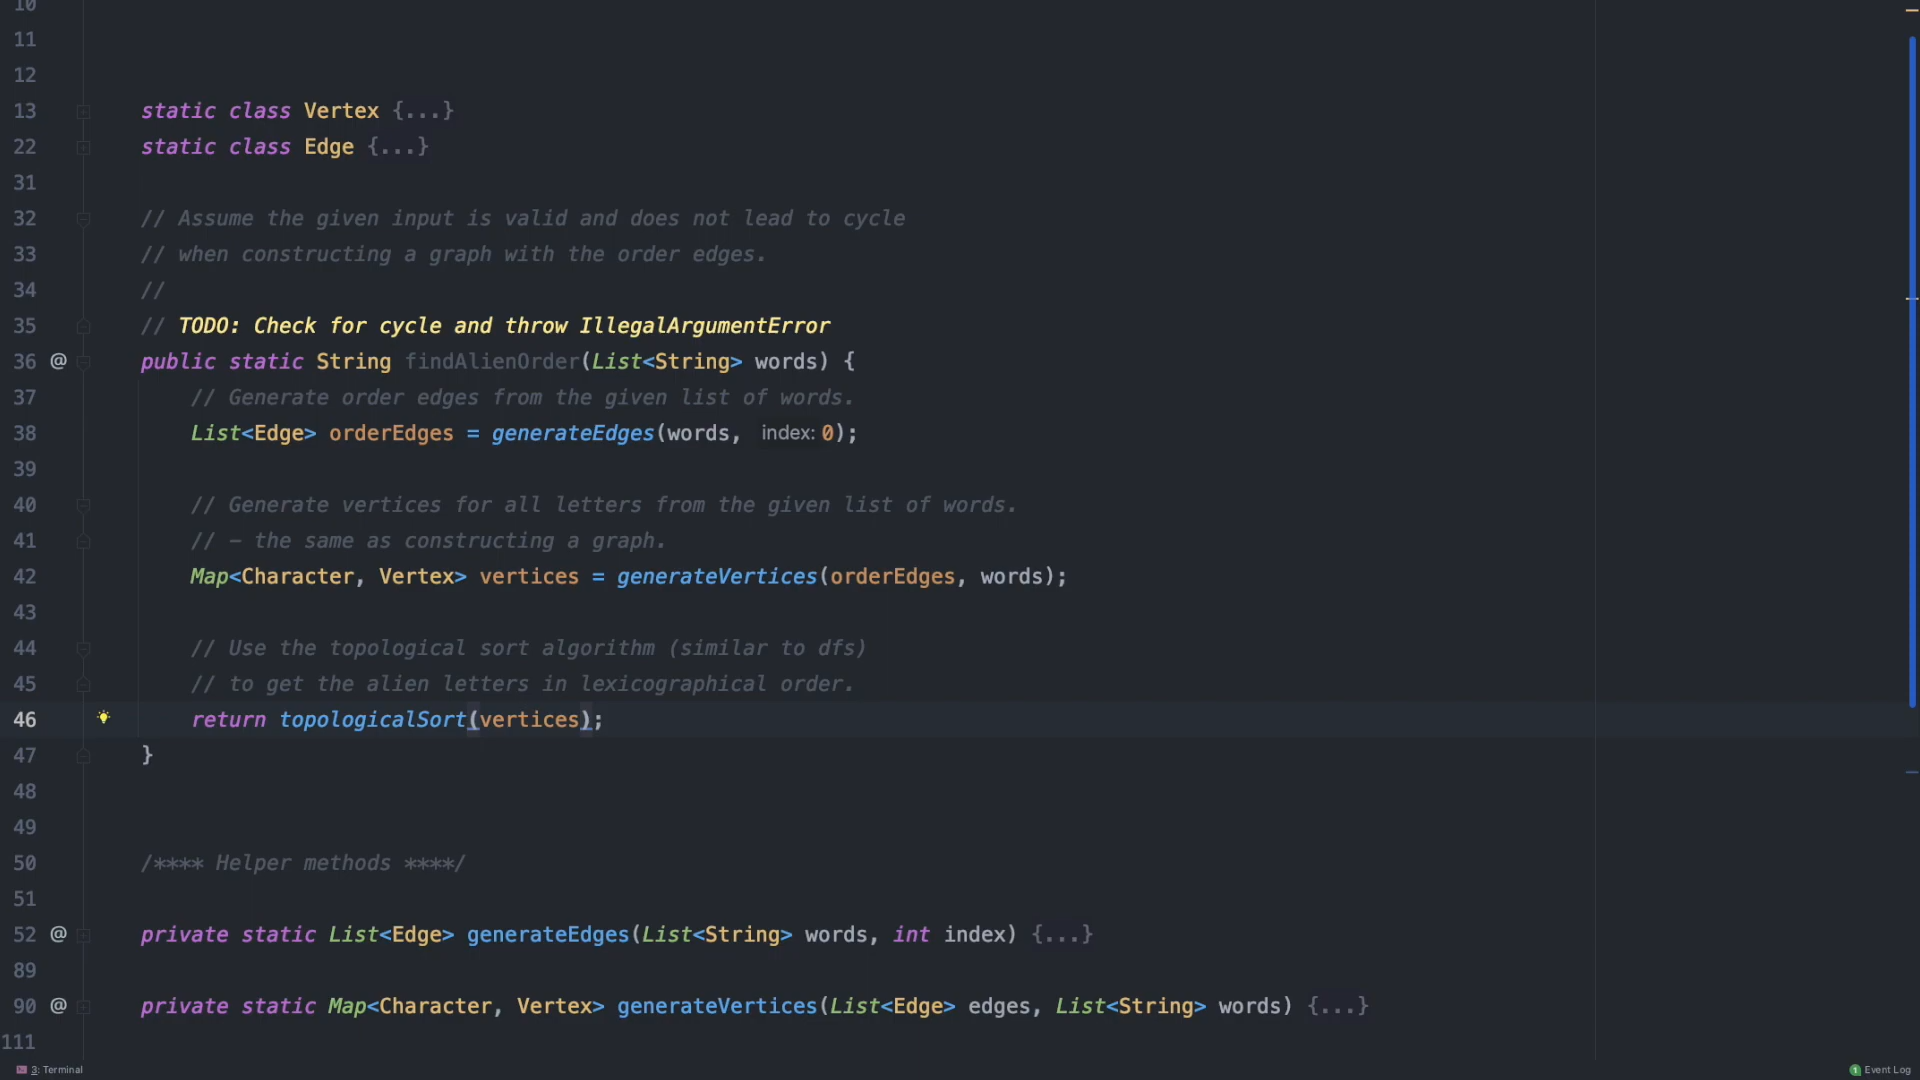 10
11
12
13 static class Vertex {...}
22 static class Edge {...}
31
32 // Assume the given input is valid and does not lead to cycle
33 // when constructing a graph with the order edges.
34 //
35 // TODO: Check for cycle and throw IllegalArgumentError
36 @ public static String findAlienOrder(List<String> words) {
37 // Generate order edges from the given list of words.
38 List<Edge> orderEdges = generateEdges(words, index: 0);
39
40 // Generate vertices for all letters from the given list of words.
41 // - the same as constructing a graph.
42 Map<Character, Vertex> vertices = generateVertices(orderEdges, words);
43
44 // Use the topological sort algorithm (similar to dfs)
45 // to get the alien letters in lexicographical order.
46 return topologicalSort(vertices);
47 }
48
49
50 /**** Helper methods ****/
51
52 @ private static List<Edge> generateEdges(List<String> words, int index) {...}
89
90 @ private static Map<Character, Vertex> generateVertices(List<Edge> edges, List<String> words) {...}
111
3: Terminal
1 Event Log